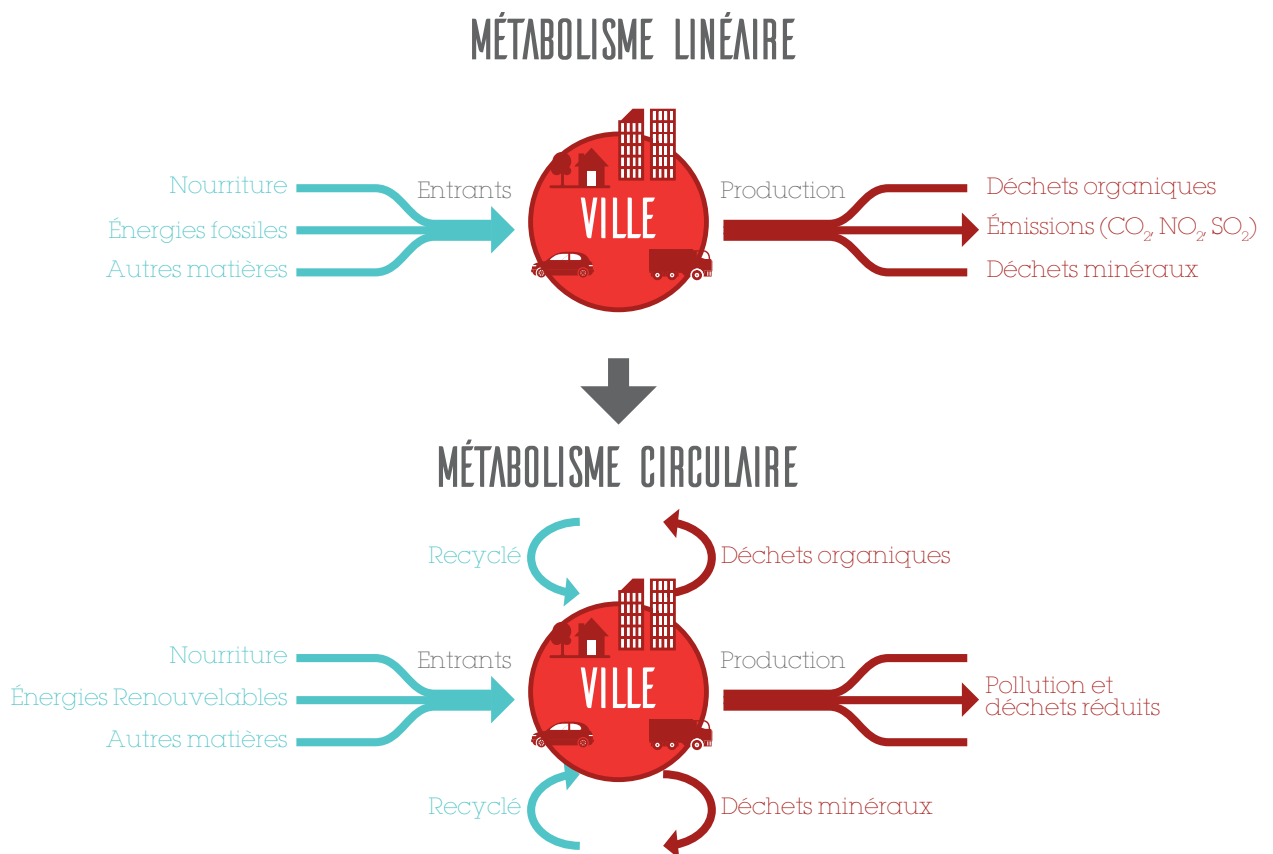 MÉTABOLISME LINÉAIRE
Nourriture
Énergies fossiles
Autres matières
Entrants
VILLE
Production
Déchets organiques
Émissions (CO₂, NO₂, SO₂)
Déchets minéraux
MÉTABOLISME CIRCULAIRE
Recyclé
Déchets organiques
Nourriture
Énergies Renouvelables
Autres matières
Entrants
VILLE
Production
Pollution et
déchets réduits
Recyclé
Déchets minéraux